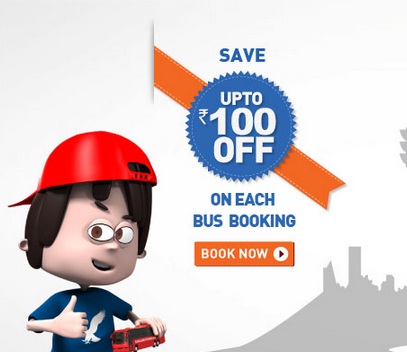 SAVE
UPTO
₹100
OFF
ON EACH
BUS BOOKING
BOOK NOW